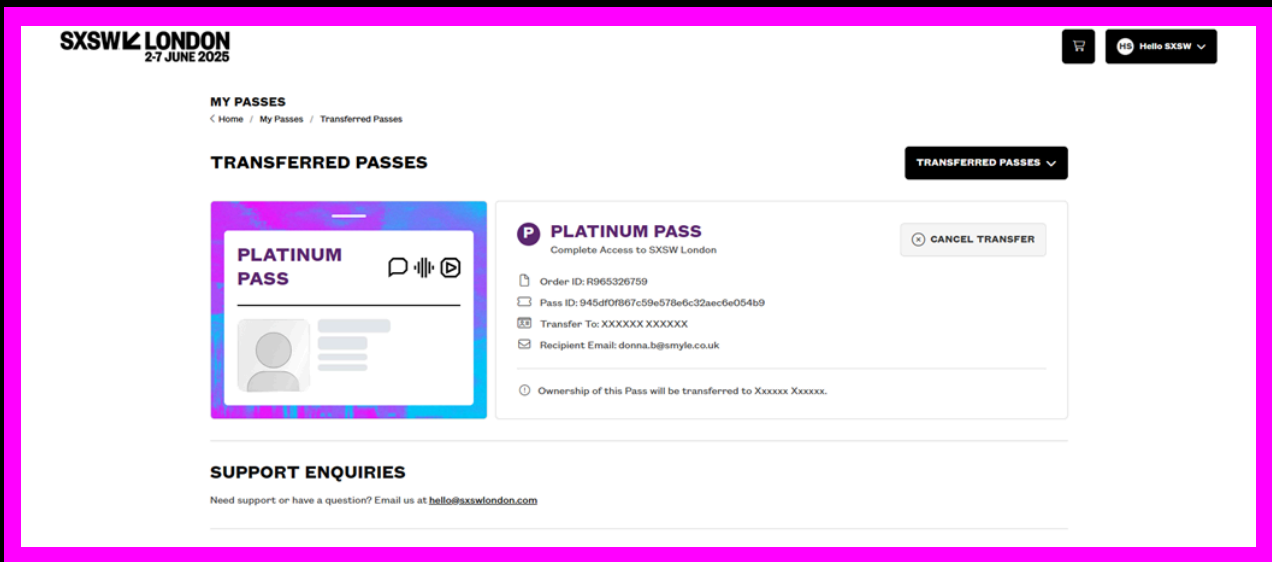 SXSW LONDON
2-7 JUNE 2025
HS Hello SXSW
MY PASSES
< Home / My Passes / Transferred Passes
TRANSFERRED PASSES
TRANSFERRED PASSES
PLATINUM
PASS
P PLATINUM PASS
Complete Access to SXSW London
CANCEL TRANSFER
Order ID: R965326759
Pass ID: 945df0f867c59e578e6c32aec6e054b9
Transfer To: XXXXXX XXXXXX
Recipient Email: donna.b@smyle.co.uk
Ownership of this Pass will be transferred to Xxxxxx Xxxxxx.
SUPPORT ENQUIRIES
Need support or have a question? Email us at hello@sxswlondon.com